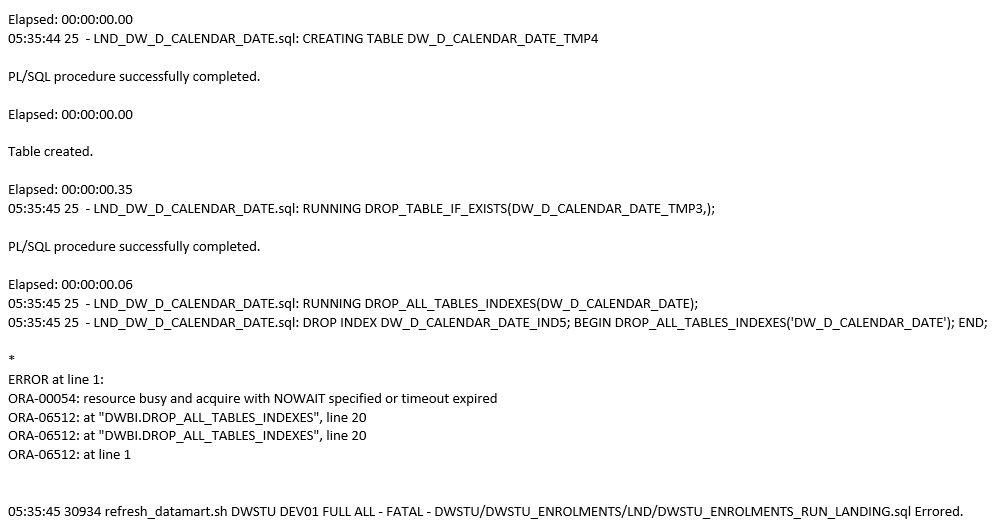 Elapsed: 00:00:00.00
05:35:44 25  - LND_DW_D_CALENDAR_DATE.sql: CREATING TABLE DW_D_CALENDAR_DATE_TMP4
PL/SQL procedure successfully completed.
Elapsed: 00:00:00.00
Table created.
Elapsed: 00:00:00.35
05:35:45 25  - LND_DW_D_CALENDAR_DATE.sql: RUNNING DROP_TABLE_IF_EXISTS(DW_D_CALENDAR_DATE_TMP3,);
PL/SQL procedure successfully completed.
Elapsed: 00:00:00.06
05:35:45 25  - LND_DW_D_CALENDAR_DATE.sql: RUNNING DROP_ALL_TABLES_INDEXES(DW_D_CALENDAR_DATE);
05:35:45 25  - LND_DW_D_CALENDAR_DATE.sql: DROP INDEX DW_D_CALENDAR_DATE_IND5; BEGIN DROP_ALL_TABLES_INDEXES('DW_D_CALENDAR_DATE'); END;
*
ERROR at line 1:
ORA-00054: resource busy and acquire with NOWAIT specified or timeout expired
ORA-06512: at "DWBI.DROP_ALL_TABLES_INDEXES", line 20
ORA-06512: at "DWBI.DROP_ALL_TABLES_INDEXES", line 20
ORA-06512: at line 1
05:35:45 30934 refresh_datamart.sh DWSTU DEV01 FULL ALL - FATAL - DWSTU/DWSTU_ENROLMENTS/LND/DWSTU_ENROLMENTS_RUN_LANDING.sql Errored.